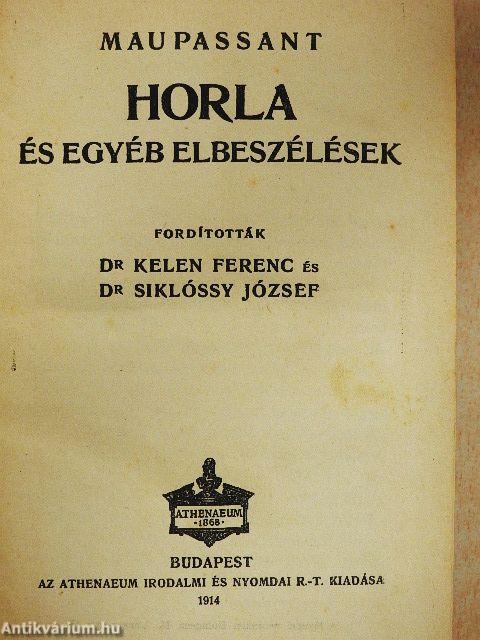 MAUPASSANT
HORLA
ÉS EGYÉB ELBESZÉLÉSEK
FORDÍTOTTÁK
DR KELEN FERENC ÉS
DR SIKLÓSSY JÓZSEF
ATHENAEUM
·1868·
BUDAPEST
AZ ATHENAEUM IRODALMI ÉS NYOMDAI R.-T. KIADÁSA
1914
Antikvárium.hu